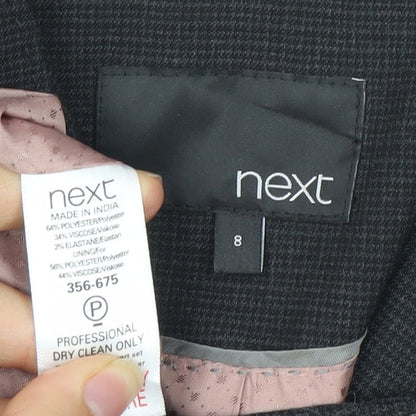 next
8
next
MADE IN INDIA
64% POLYESTER/Polyester
34% VISCOSE/Viskose
2% ELASTANE/Elastan
LINING/For
56% POLYESTER/Polyester
44% VISCOSE/Viskose
356-675
P
PROFESSIONAL
DRY CLEAN ONLY
set